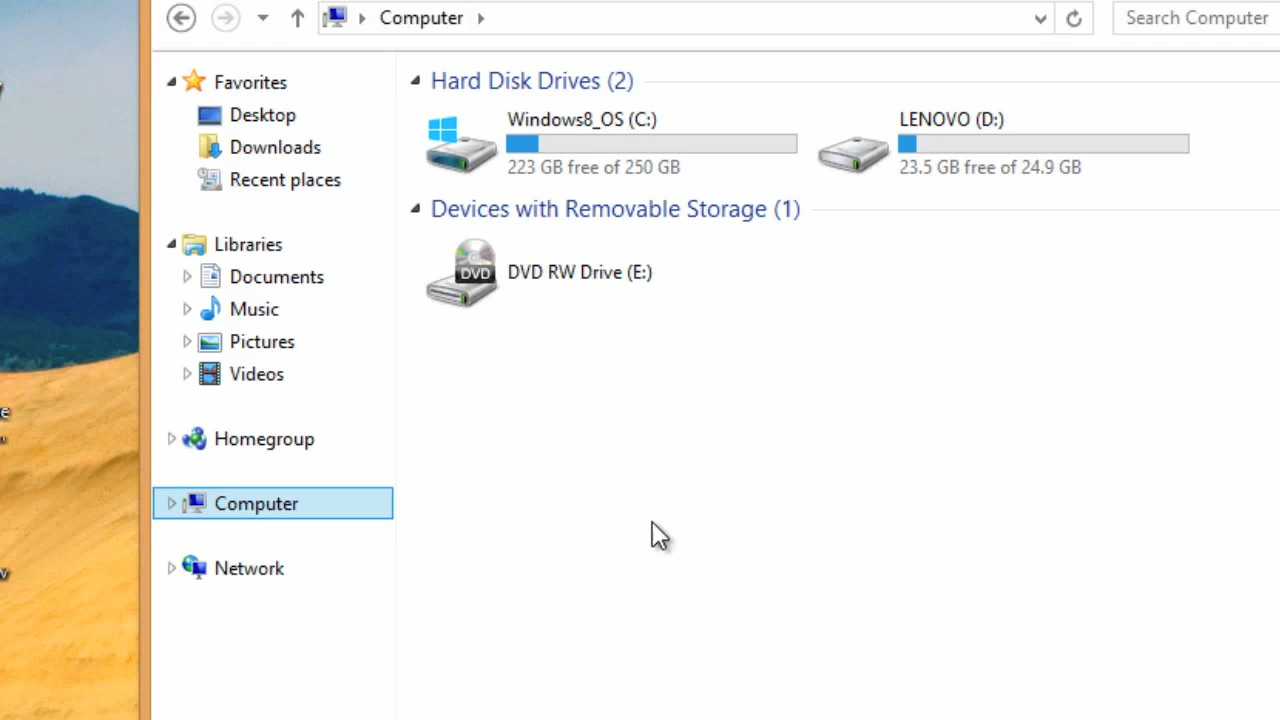 Computer
Search Computer
Favorites
Desktop
Downloads
Recent places
Libraries
Documents
Music
Pictures
Videos
Homegroup
Computer
Network
Hard Disk Drives (2)
Windows8_OS (C:)
223 GB free of 250 GB
LENOVO (D:)
23.5 GB free of 24.9 GB
Devices with Removable Storage (1)
DVD
DVD RW Drive (E:)